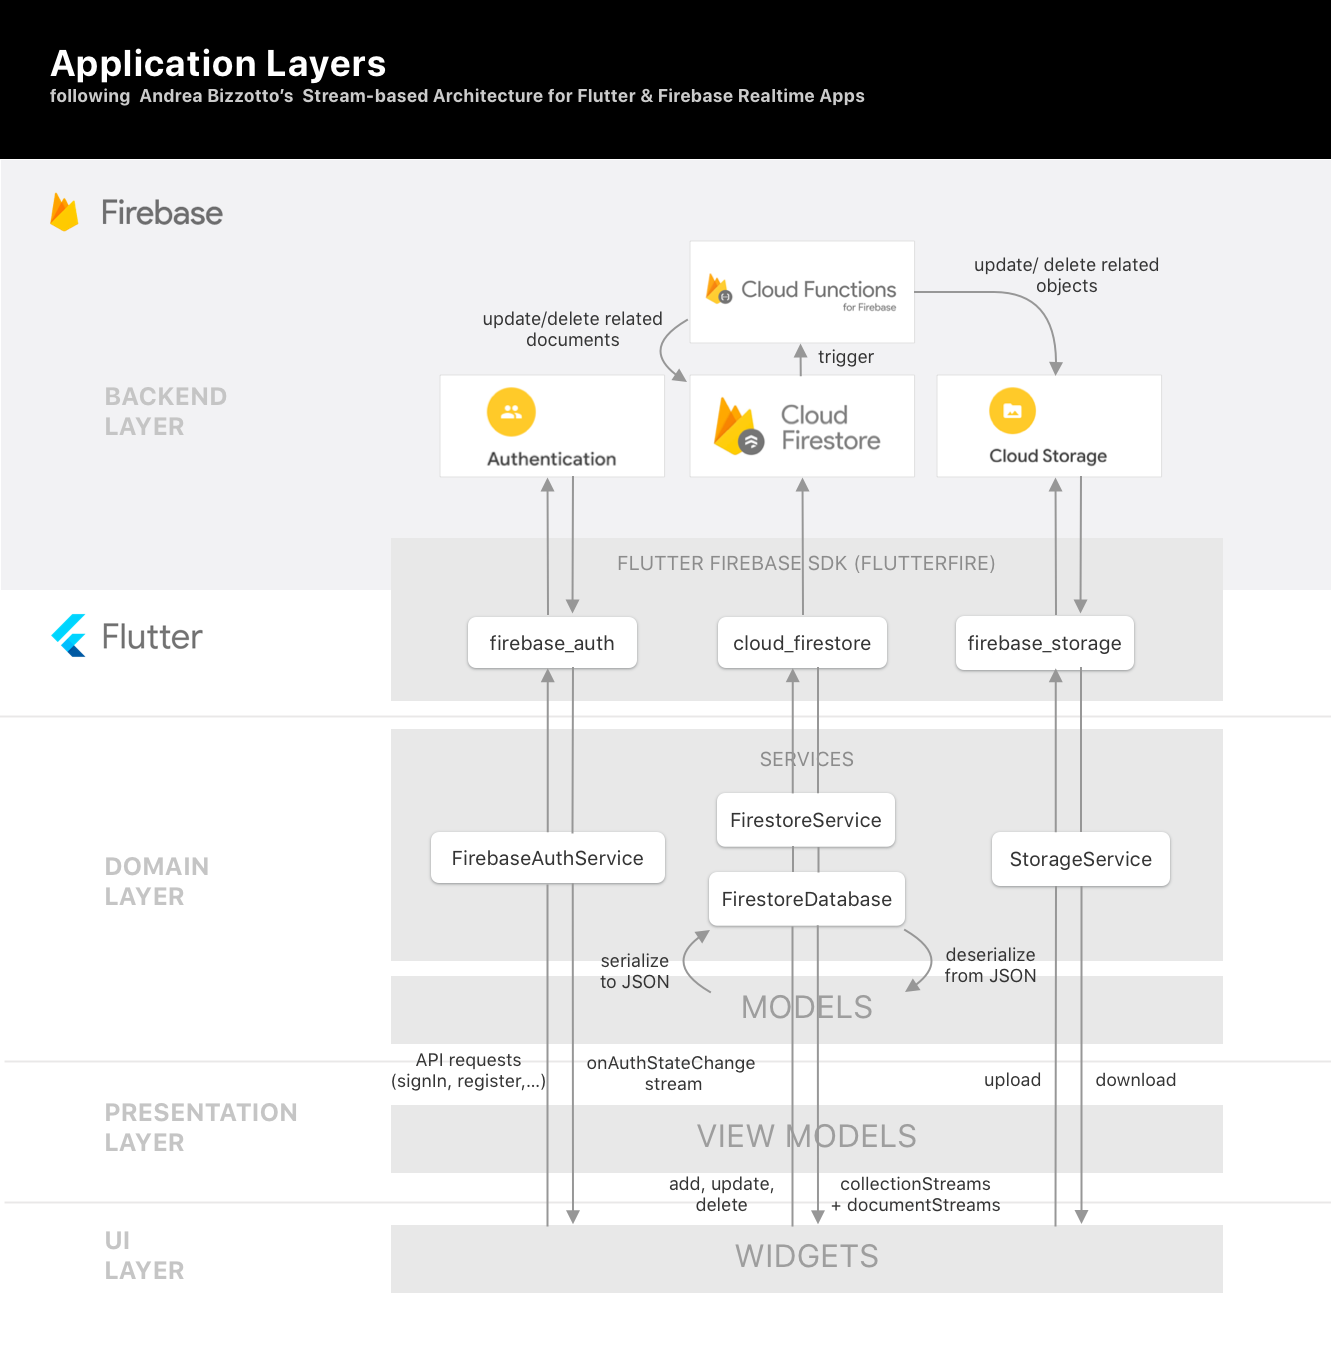 Application Layers
following Andrea Bizzotto's Stream-based Architecture for Flutter & Firebase Realtime Apps
Firebase
Cloud Functions
for Firebase
update/ delete related
objects
update/delete related
documents
trigger
BACKEND
LAYER
Authentication
Cloud
Firestore
Cloud Storage
FLUTTER FIREBASE SDK (FLUTTERFIRE)
Flutter
firebase_auth
cloud_firestore
firebase_storage
SERVICES
FirestoreService
FirebaseAuthService
StorageService
DOMAIN
LAYER
FirestoreDatabase
serialize
to JSON
deserialize
from JSON
MODELS
API requests
(signIn, register,...)
onAuthStateChange
stream
upload
download
PRESENTATION
LAYER
VIEW MODELS
add, update,
delete
collectionStreams
+ documentStreams
UI
LAYER
WIDGETS